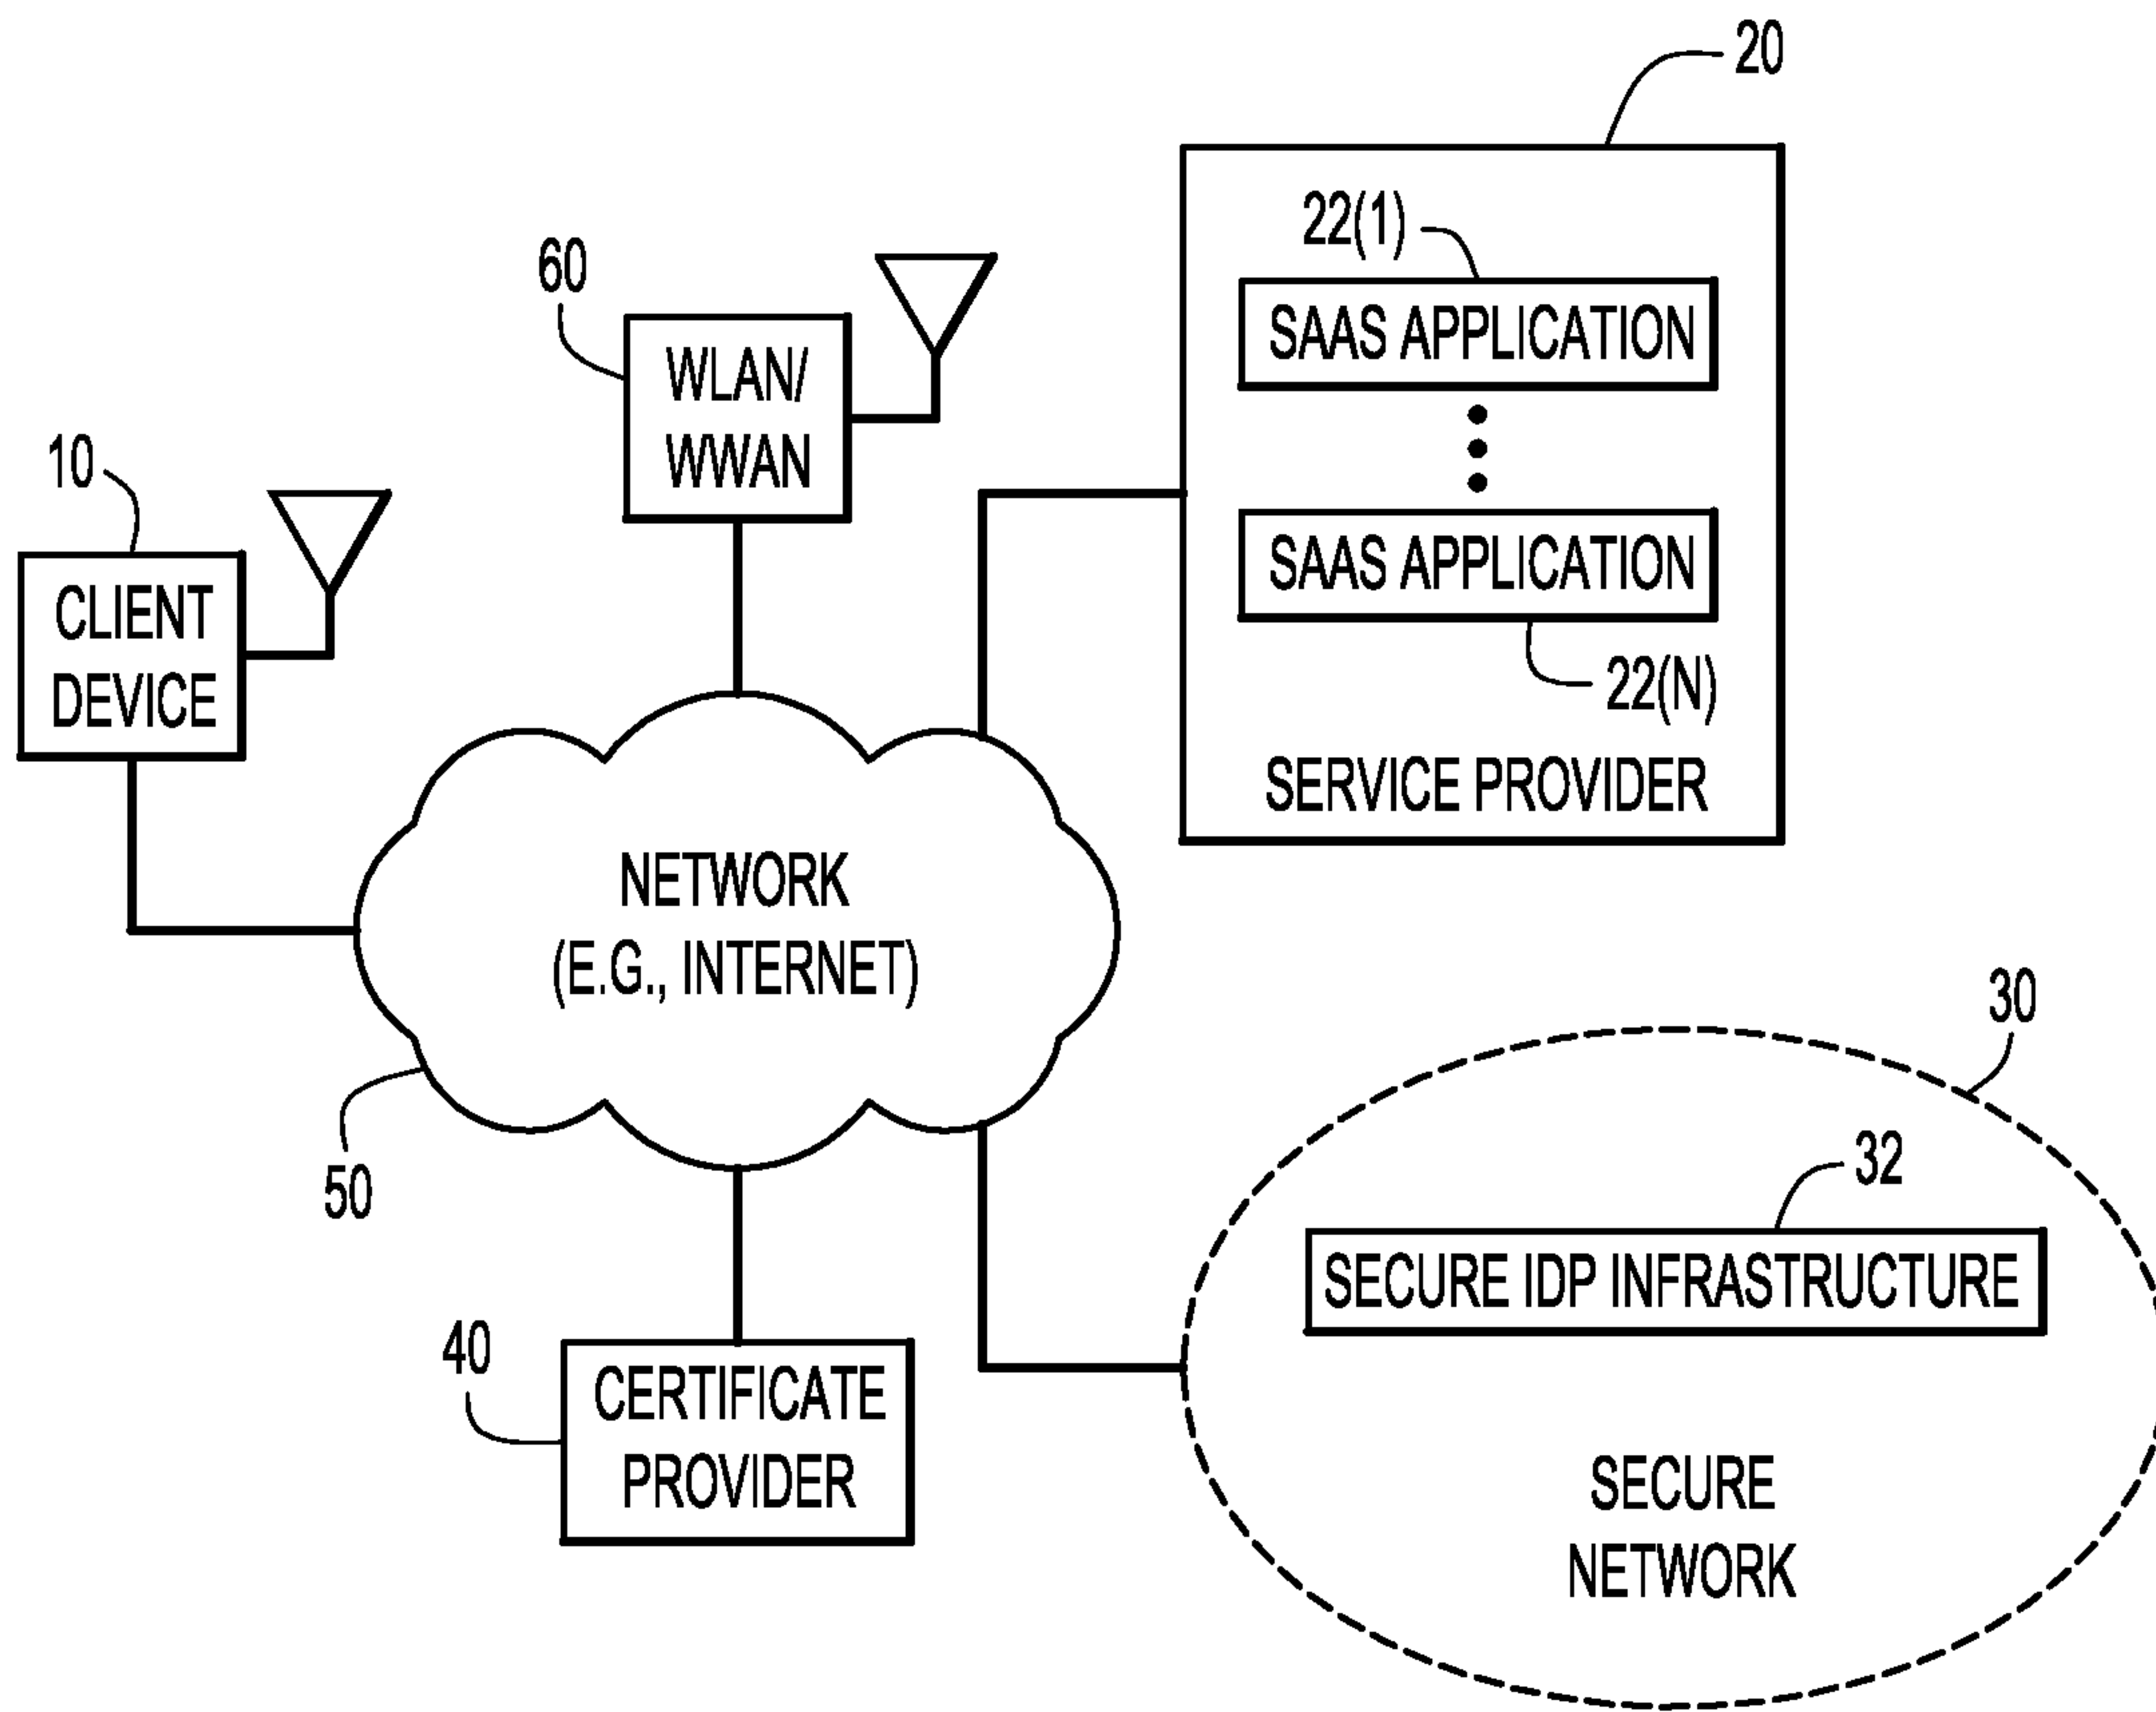 20
22(1)
SAAS APPLICATION
SAAS APPLICATION
22(N)
SERVICE PROVIDER
60
WLAN/
WWAN
10
CLIENT
DEVICE
NETWORK
(E.G., INTERNET)
50
30
32
SECURE IDP INFRASTRUCTURE
SECURE
NETWORK
40
CERTIFICATE
PROVIDER